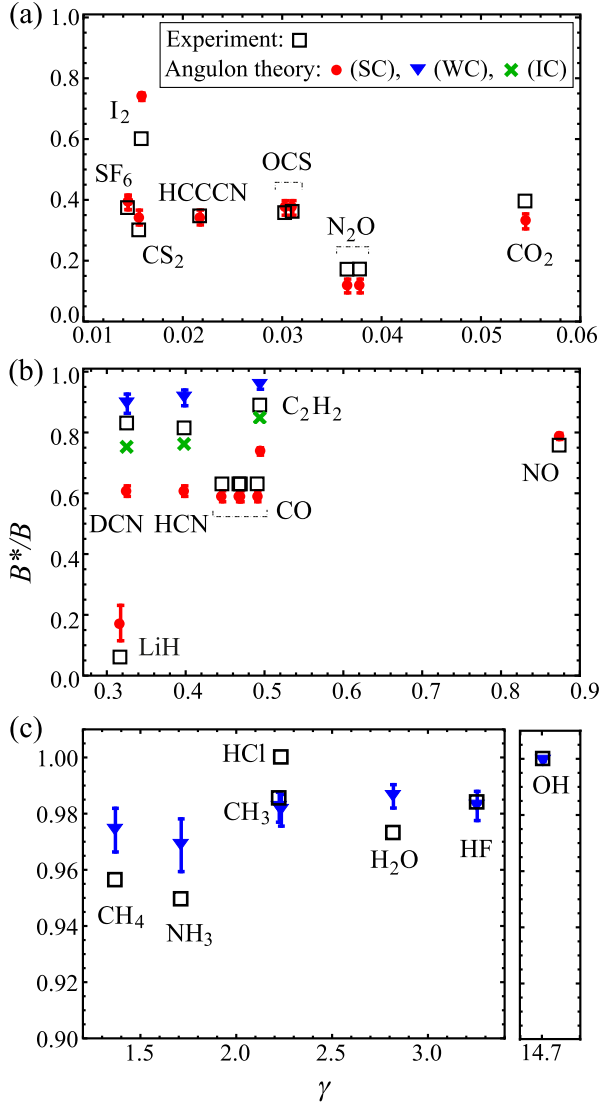 (a)
Experiment:
Angulon theory: (SC), (WC), (IC)
1.0
0.8
0.6
0.4
0.2
0.0
I₂
SF₆
CS₂
HCCCN
OCS
N₂O
CO₂
0.01 0.02 0.03 0.04 0.05 0.06
(b)
B*/B
1.0
0.8
0.6
0.4
0.2
0.0
C₂H₂
DCN
HCN
CO
NO
LiH
0.3 0.4 0.5 0.6 0.7 0.8 0.9
(c)
1.00
0.98
0.96
0.94
0.92
0.90
HCl
CH₃
CH₄
NH₃
H₂O
HF
OH
1.5 2.0 2.5 3.0 14.7
γ